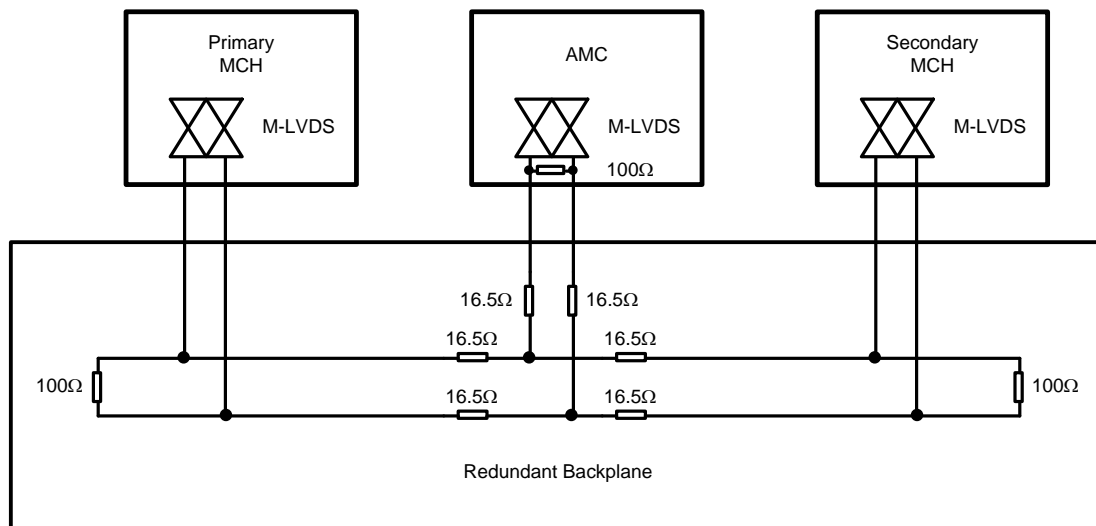 Primary
MCH
M-LVDS
AMC
M-LVDS
100Ω
Secondary
MCH
M-LVDS
16.5Ω
16.5Ω
16.5Ω
16.5Ω
100Ω
100Ω
16.5Ω
16.5Ω
Redundant Backplane